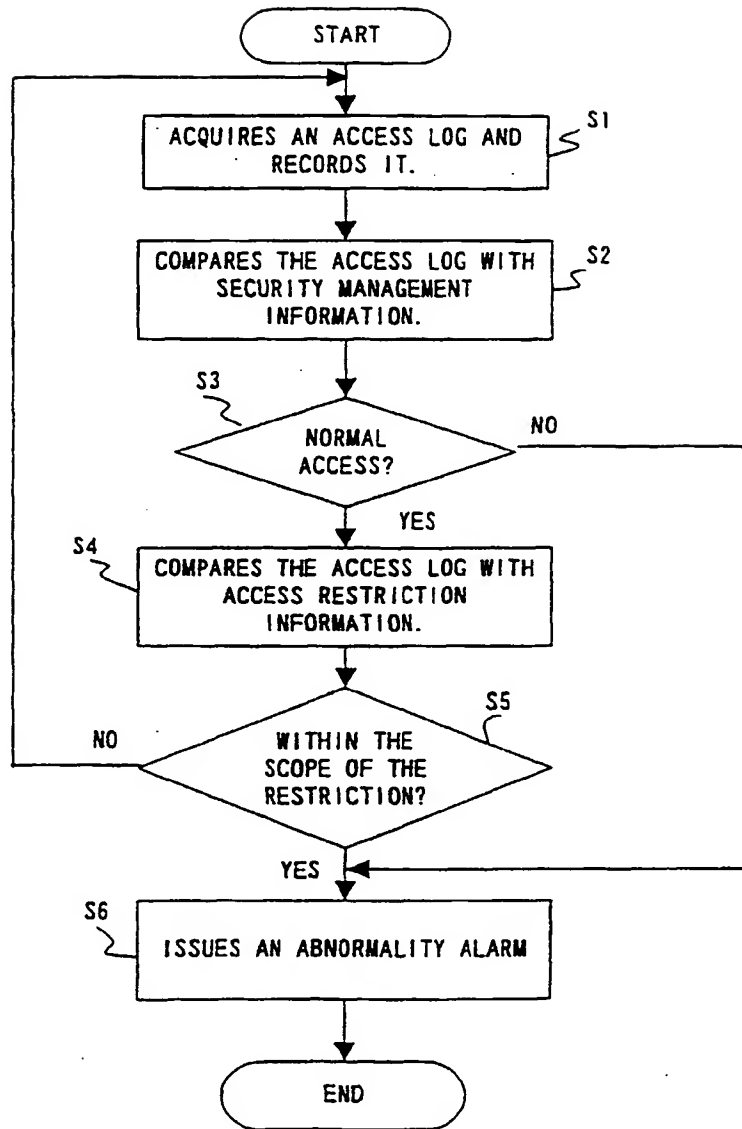 START
ACQUIRES AN ACCESS LOG AND
RECORDS IT.
S1
COMPARES THE ACCESS LOG WITH
SECURITY MANAGEMENT
INFORMATION.
S2
S3
NORMAL
ACCESS?
NO
YES
S4
COMPARES THE ACCESS LOG WITH
ACCESS RESTRICTION
INFORMATION.
S5
NO
WITHIN THE
SCOPE OF THE
RESTRICTION?
YES
S6
ISSUES AN ABNORMALITY ALARM
END